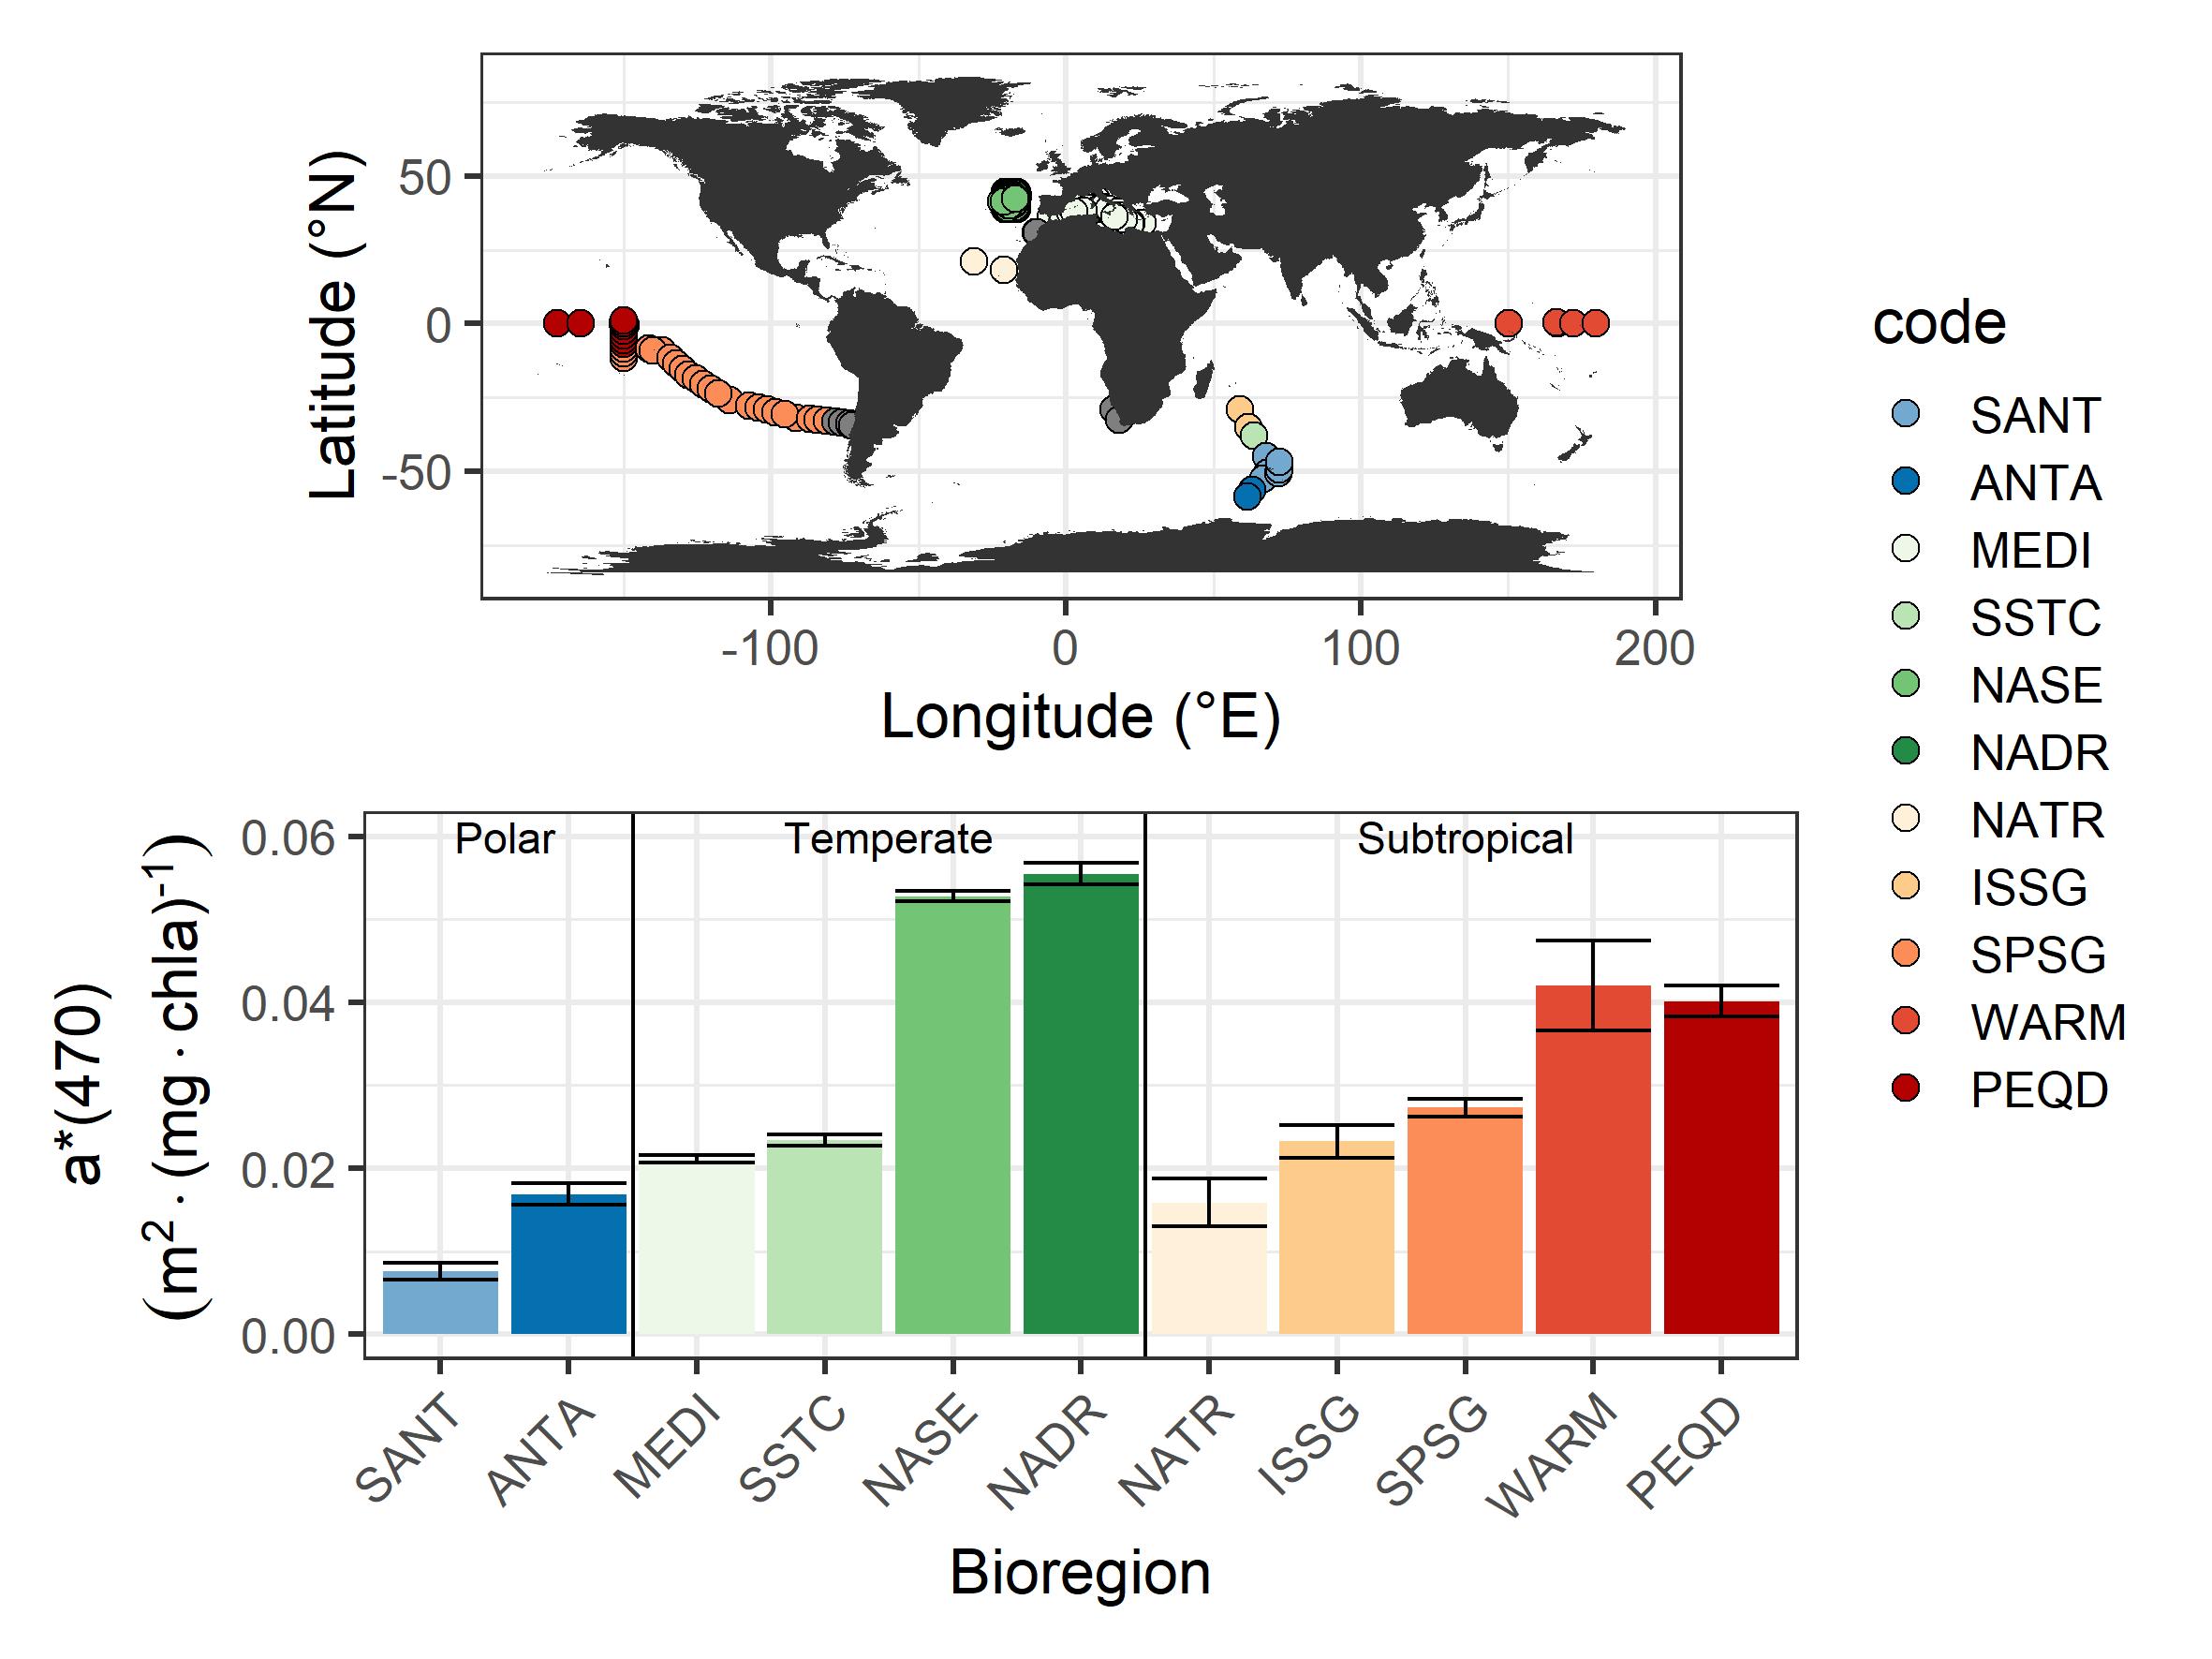 50
0
-50
Latitude (°N)
-100 0 100 200
Longitude (°E)
code
SANT
ANTA
MEDI
SSTC
NASE
NADR
NATR
ISSG
SPSG
WARM
PEQD
Polar Temperate Subtropical
0.06
0.04
0.02
0.00
a*(470)
(m² · (mg · chla)⁻¹)
SANT ANTA MEDI SSTC NASE NADR NATR ISSG SPSG WARM PEQD
Bioregion